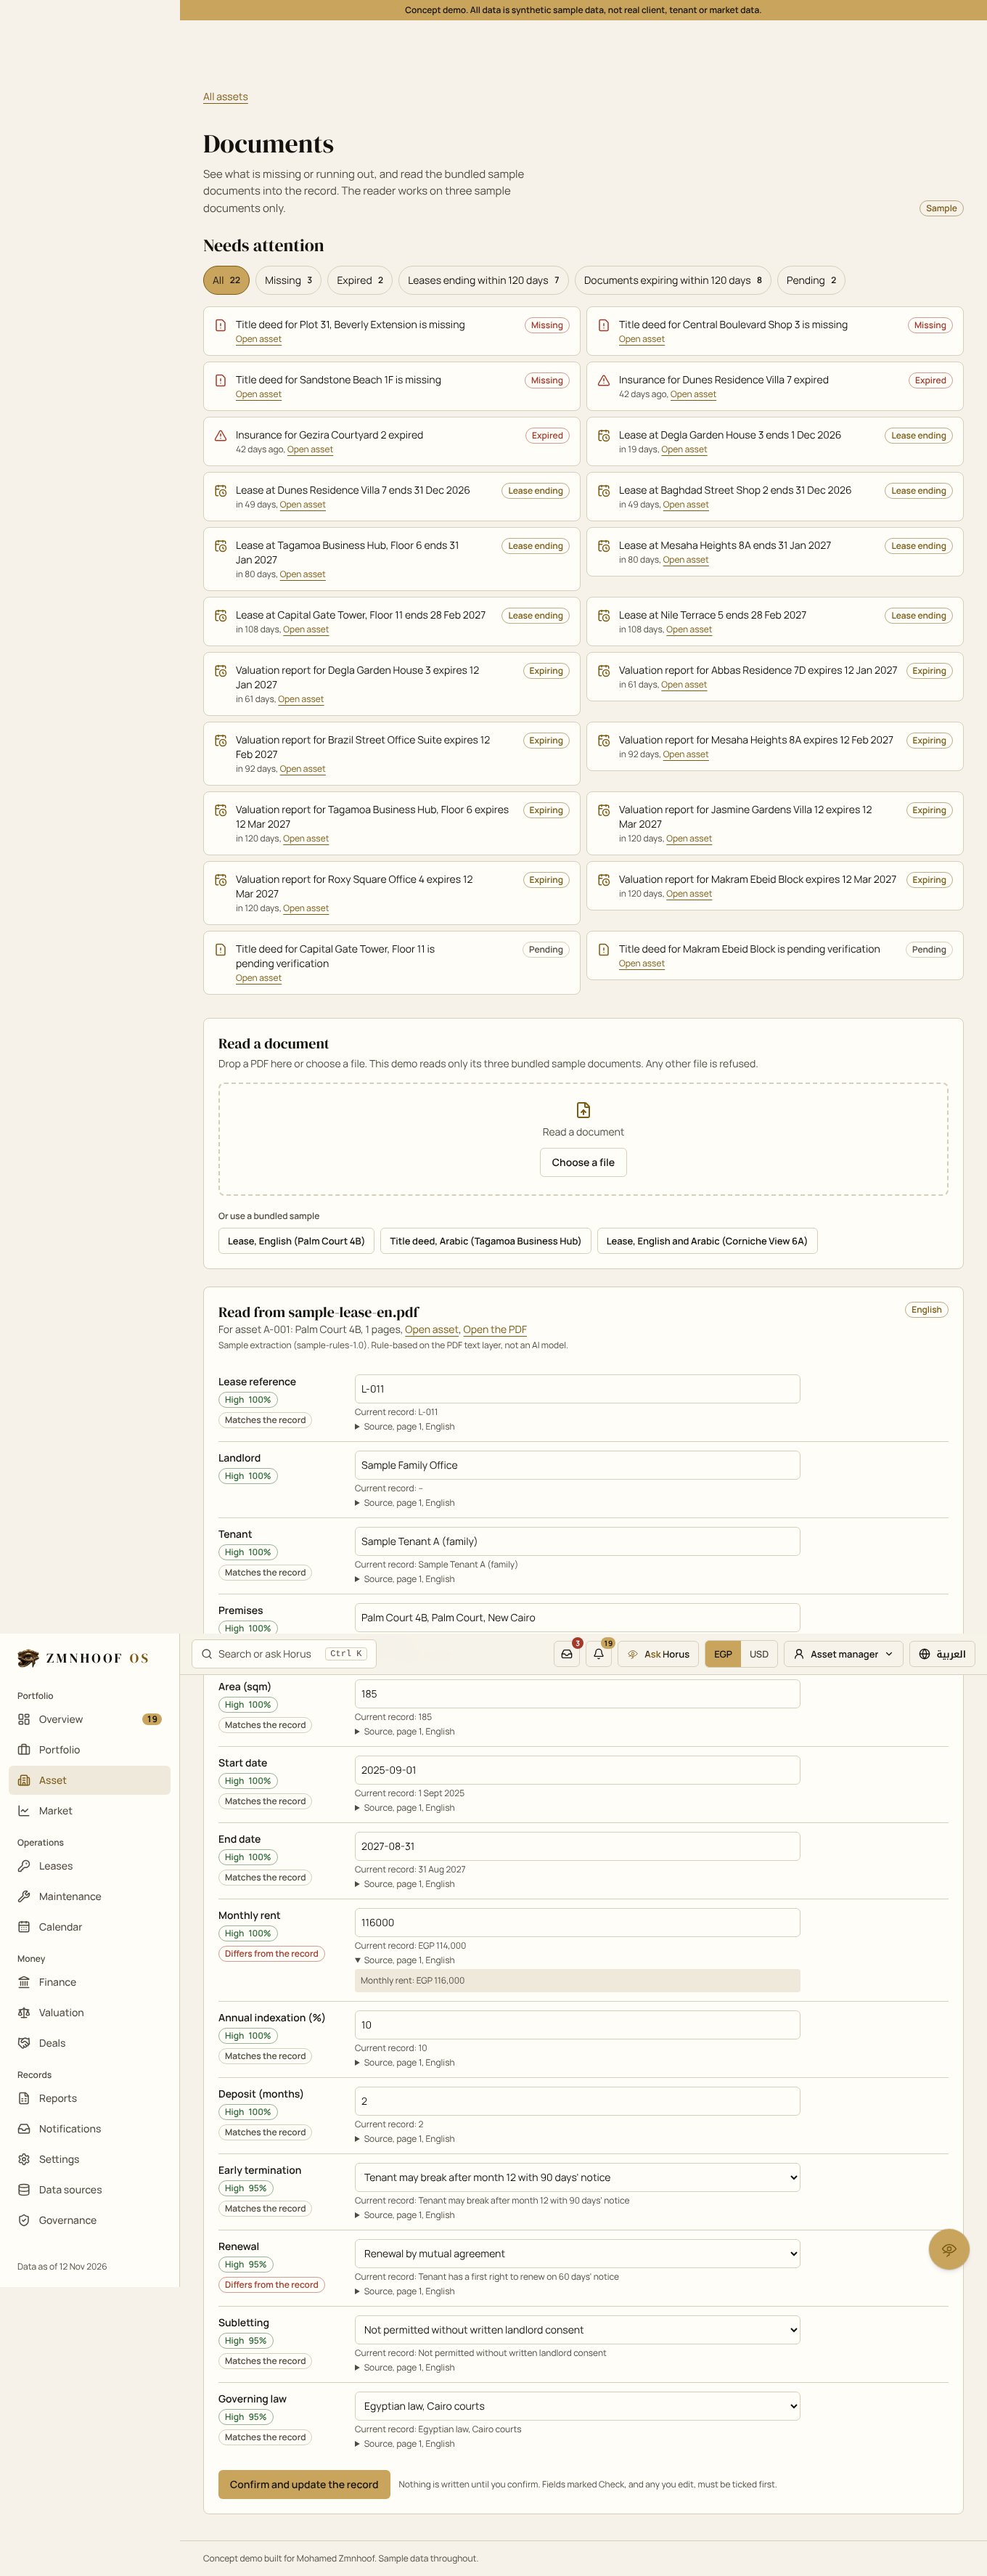 Concept demo. All data is synthetic sample data, not real client, tenant or market data.
All assets
Documents
See what is missing or running out, and read the bundled sample
documents into the record. The reader works on three sample
documents only.
Sample
Needs attention
All 22
Missing 3
Expired 2
Leases ending within 120 days 7
Documents expiring within 120 days 8
Pending 2
Title deed for Plot 31, Beverly Extension is missing
Missing
Open asset
Title deed for Central Boulevard Shop 3 is missing
Missing
Open asset
Title deed for Sandstone Beach 1F is missing
Missing
Open asset
Insurance for Dunes Residence Villa 7 expired
Expired
42 days ago, Open asset
Insurance for Gezira Courtyard 2 expired
Expired
42 days ago, Open asset
Lease at Degla Garden House 3 ends 1 Dec 2026
Lease ending
in 19 days, Open asset
Lease at Dunes Residence Villa 7 ends 31 Dec 2026
Lease ending
in 49 days, Open asset
Lease at Baghdad Street Shop 2 ends 31 Dec 2026
Lease ending
in 49 days, Open asset
Lease at Tagamoa Business Hub, Floor 6 ends 31
Jan 2027
Lease ending
in 80 days, Open asset
Lease at Mesaha Heights 8A ends 31 Jan 2027
Lease ending
in 80 days, Open asset
Lease at Capital Gate Tower, Floor 11 ends 28 Feb 2027
Lease ending
in 108 days, Open asset
Lease at Nile Terrace 5 ends 28 Feb 2027
Lease ending
in 108 days, Open asset
Valuation report for Degla Garden House 3 expires 12
Jan 2027
Expiring
in 61 days, Open asset
Valuation report for Abbas Residence 7D expires 12 Jan 2027
Expiring
in 61 days, Open asset
Valuation report for Brazil Street Office Suite expires 12
Feb 2027
Expiring
in 92 days, Open asset
Valuation report for Mesaha Heights 8A expires 12 Feb 2027
Expiring
in 92 days, Open asset
Valuation report for Tagamoa Business Hub, Floor 6 expires
12 Mar 2027
Expiring
in 120 days, Open asset
Valuation report for Jasmine Gardens Villa 12 expires 12
Mar 2027
Expiring
in 120 days, Open asset
Valuation report for Roxy Square Office 4 expires 12
Mar 2027
Expiring
in 120 days, Open asset
Valuation report for Makram Ebeid Block expires 12 Mar 2027
Expiring
in 120 days, Open asset
Title deed for Capital Gate Tower, Floor 11 is
pending verification
Pending
Open asset
Title deed for Makram Ebeid Block is pending verification
Pending
Open asset
Read a document
Drop a PDF here or choose a file. This demo reads only its three bundled sample documents. Any other file is refused.
Read a document
Choose a file
Or use a bundled sample
Lease, English (Palm Court 4B)
Title deed, Arabic (Tagamoa Business Hub)
Lease, English and Arabic (Corniche View 6A)
Read from sample-lease-en.pdf
English
For asset A-001: Palm Court 4B, 1 pages, Open asset, Open the PDF
Sample extraction (sample-rules-1.0). Rule-based on the PDF text layer, not an AI model.
Lease reference
High 100%
Matches the record
L-011
Current record: L-011
Source, page 1, English
Landlord
High 100%
Sample Family Office
Current record: –
Source, page 1, English
Tenant
High 100%
Matches the record
Sample Tenant A (family)
Current record: Sample Tenant A (family)
Source, page 1, English
Premises
High 100%
Palm Court 4B, Palm Court, New Cairo
ZMNHOOF OS
Search or ask Horus
Ctrl K
3
19
Ask Horus
EGP
USD
Asset manager
العربية
Portfolio
Overview 19
Portfolio
Asset
Market
Operations
Leases
Maintenance
Calendar
Money
Finance
Valuation
Deals
Records
Reports
Notifications
Settings
Data sources
Governance
Data as of 12 Nov 2026
Area (sqm)
High 100%
Matches the record
185
Current record: 185
Source, page 1, English
Start date
High 100%
Matches the record
2025-09-01
Current record: 1 Sept 2025
Source, page 1, English
End date
High 100%
Matches the record
2027-08-31
Current record: 31 Aug 2027
Source, page 1, English
Monthly rent
High 100%
Differs from the record
116000
Current record: EGP 114,000
Source, page 1, English
Monthly rent: EGP 116,000
Annual indexation (%)
High 100%
Matches the record
10
Current record: 10
Source, page 1, English
Deposit (months)
High 100%
Matches the record
2
Current record: 2
Source, page 1, English
Early termination
High 95%
Matches the record
Tenant may break after month 12 with 90 days' notice
Current record: Tenant may break after month 12 with 90 days' notice
Source, page 1, English
Renewal
High 95%
Differs from the record
Renewal by mutual agreement
Current record: Tenant has a first right to renew on 60 days' notice
Source, page 1, English
Subletting
High 95%
Matches the record
Not permitted without written landlord consent
Current record: Not permitted without written landlord consent
Source, page 1, English
Governing law
High 95%
Matches the record
Egyptian law, Cairo courts
Current record: Egyptian law, Cairo courts
Source, page 1, English
Confirm and update the record
Nothing is written until you confirm. Fields marked Check, and any you edit, must be ticked first.
Concept demo built for Mohamed Zmnhoof. Sample data throughout.